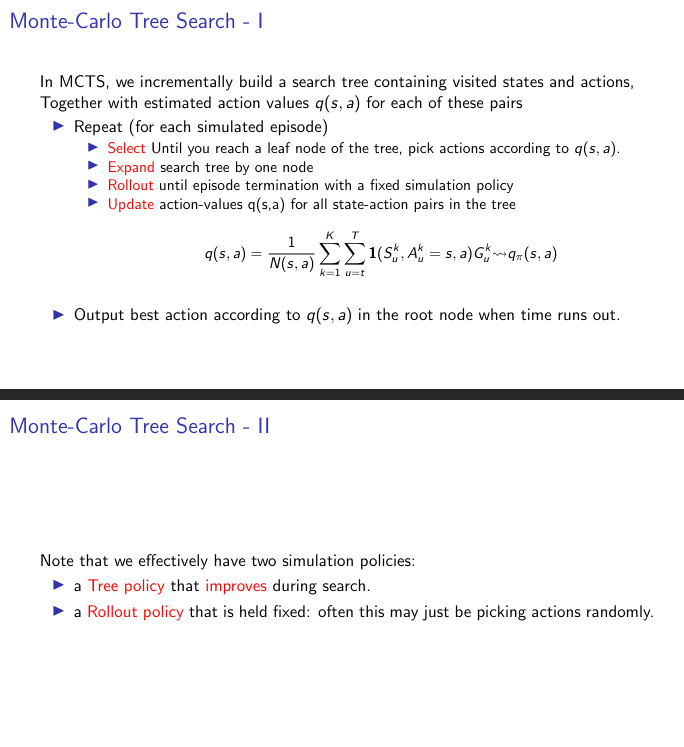 Monte-Carlo Tree Search - I
In MCTS, we incrementally build a search tree containing visited states and actions,
Together with estimated action values q(s, a) for each of these pairs
▶ Repeat (for each simulated episode)
▶ Select Until you reach a leaf node of the tree, pick actions according to q(s, a).
▶ Expand search tree by one node
▶ Rollout until episode termination with a fixed simulation policy
▶ Update action-values q(s,a) for all state-action pairs in the tree
q(s, a) = \frac{1}{N(s, a)} \sum_{k=1}^{K} \sum_{u=t}^{T} \mathbf{1}(S_u^k, A_u^k = s, a) G_u^k ⇝ q_π(s, a)
▶ Output best action according to q(s, a) in the root node when time runs out.
Monte-Carlo Tree Search - II
Note that we effectively have two simulation policies:
▶ a Tree policy that improves during search.
▶ a Rollout policy that is held fixed: often this may just be picking actions randomly.